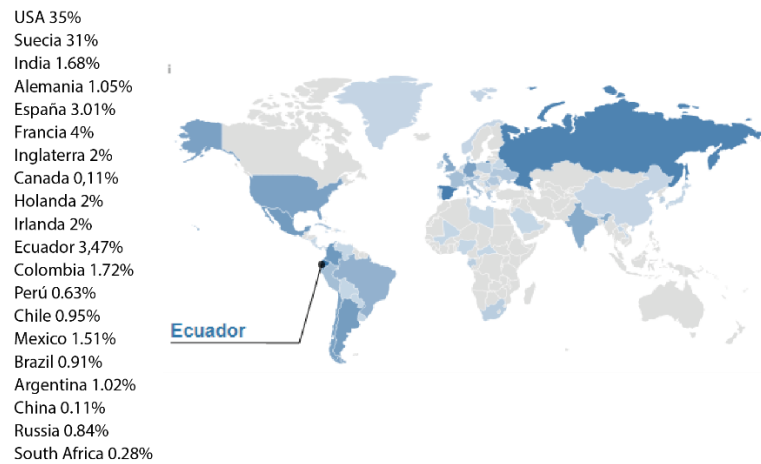 USA 35%
Suecia 31%
India 1.68%
Alemania 1.05%
España 3.01%
Francia 4%
Inglaterra 2%
Canada 0,11%
Holanda 2%
Irlanda 2%
Ecuador 3,47%
Colombia 1.72%
Perú 0.63%
Chile 0.95%
Mexico 1.51%
Brazil 0.91%
Argentina 1.02%
China 0.11%
Russia 0.84%
South Africa 0.28%
Ecuador